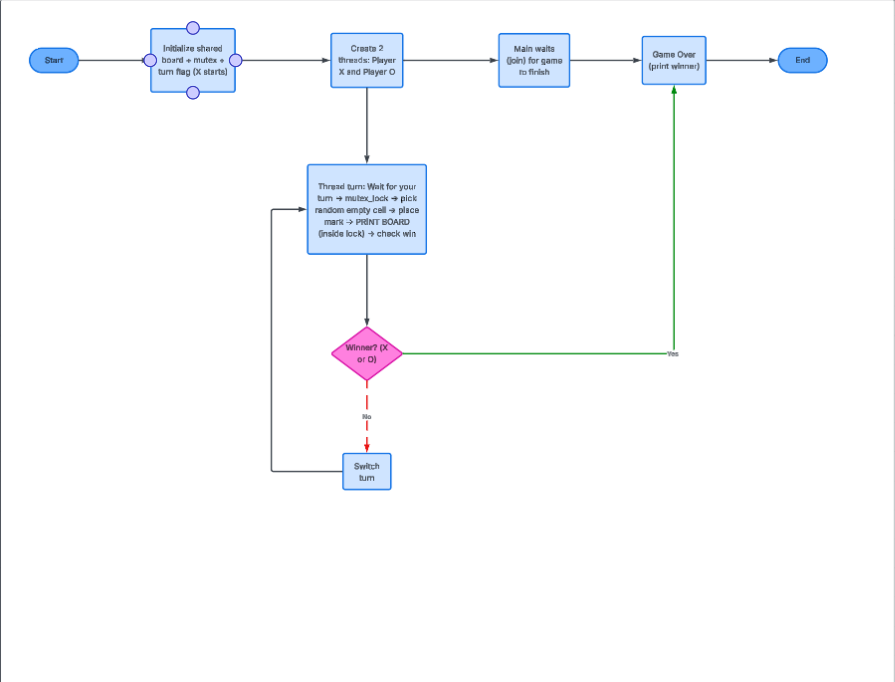 Start
Initialize shared
board + mutex +
turn flag (X starts)
Create 2
threads: Player
X and Player O
Main waits
(join) for game
to finish
Game Over
(print winner)
End
Thread turn: Wait for your
turn → mutex_lock → pick
random empty cell → place
mark → PRINT BOARD
(inside lock) → check win
Winner? (X
or O)
Yes
No
Switch
turn